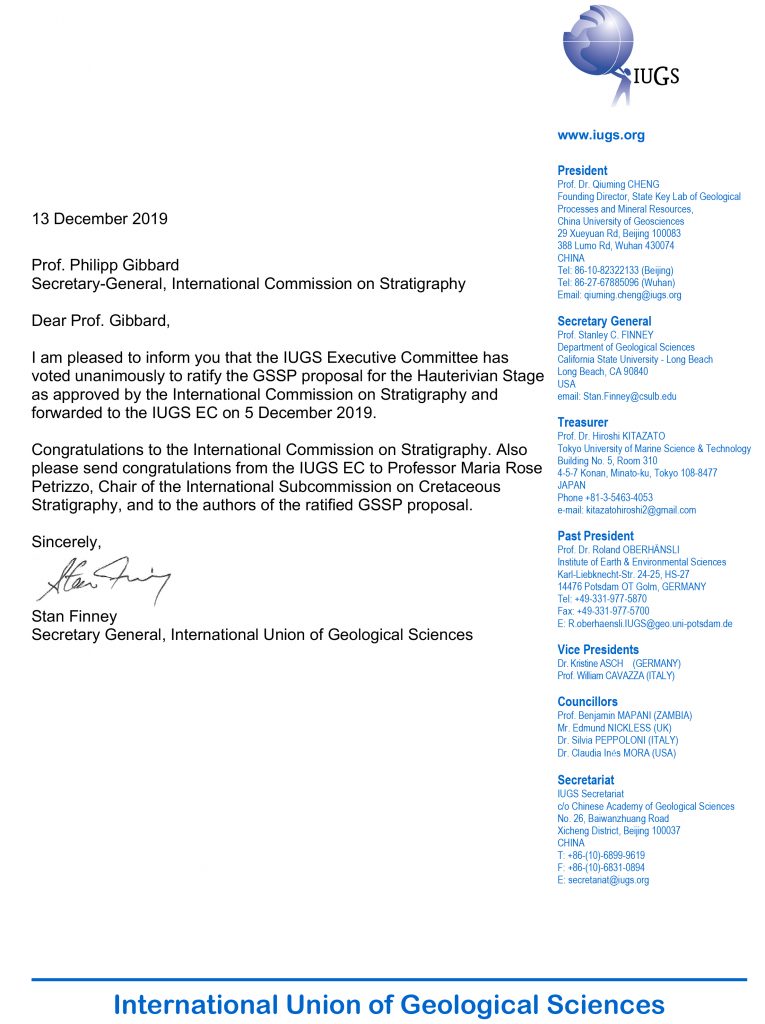 IUGS
www.iugs.org
13 December 2019
Prof. Philipp Gibbard
Secretary-General, International Commission on Stratigraphy
Dear Prof. Gibbard,
I am pleased to inform you that the IUGS Executive Committee has
voted unanimously to ratify the GSSP proposal for the Hauterivian Stage
as approved by the International Commission on Stratigraphy and
forwarded to the IUGS EC on 5 December 2019.
Congratulations to the International Commission on Stratigraphy. Also
please send congratulations from the IUGS EC to Professor Maria Rose
Petrizzo, Chair of the International Subcommission on Cretaceous
Stratigraphy, and to the authors of the ratified GSSP proposal.
Sincerely,
Stan Finney
Stan Finney
Secretary General, International Union of Geological Sciences
President
Prof. Dr. Qiuming CHENG
Founding Director, State Key Lab of Geological
Processes and Mineral Resources,
China University of Geosciences
29 Xueyuan Rd, Beijing 100083
388 Lumo Rd, Wuhan 430074
CHINA
Tel: 86-10-82322133 (Beijing)
Tel: 86-27-67885096 (Wuhan)
Email: qiuming.cheng@iugs.org
Secretary General
Prof. Stanley C. FINNEY
Department of Geological Sciences
California State University - Long Beach
Long Beach, CA 90840
USA
email: Stan.Finney@csulb.edu
Treasurer
Prof. Dr. Hiroshi KITAZATO
Tokyo University of Marine Science & Technology
Building No. 5, Room 310
4-5-7 Konan, Minato-ku, Tokyo 108-8477
JAPAN
Phone +81-3-5463-4053
e-mail: kitazatohiroshi2@gmail.com
Past President
Prof. Dr. Roland OBERHÄNSLI
Institute of Earth & Environmental Sciences
Karl-Liebknecht-Str. 24-25, HS-27
14476 Potsdam OT Golm, GERMANY
Tel: +49-331-977-5870
Fax: +49-331-977-5700
E: R.oberhaensli.IUGS@geo.uni-potsdam.de
Vice Presidents
Dr. Kristine ASCH (GERMANY)
Prof. William CAVAZZA (ITALY)
Councillors
Prof. Benjamin MAPANI (ZAMBIA)
Mr. Edmund NICKLESS (UK)
Dr. Silvia PEPPOLONI (ITALY)
Dr. Claudia Inés MORA (USA)
Secretariat
IUGS Secretariat
c/o Chinese Academy of Geological Sciences
No. 26, Baiwanzhuang Road
Xicheng District, Beijing 100037
CHINA
T: +86-(10)-6899-9619
F: +86-(10)-6831-0894
E: secretariat@iugs.org
International Union of Geological Sciences